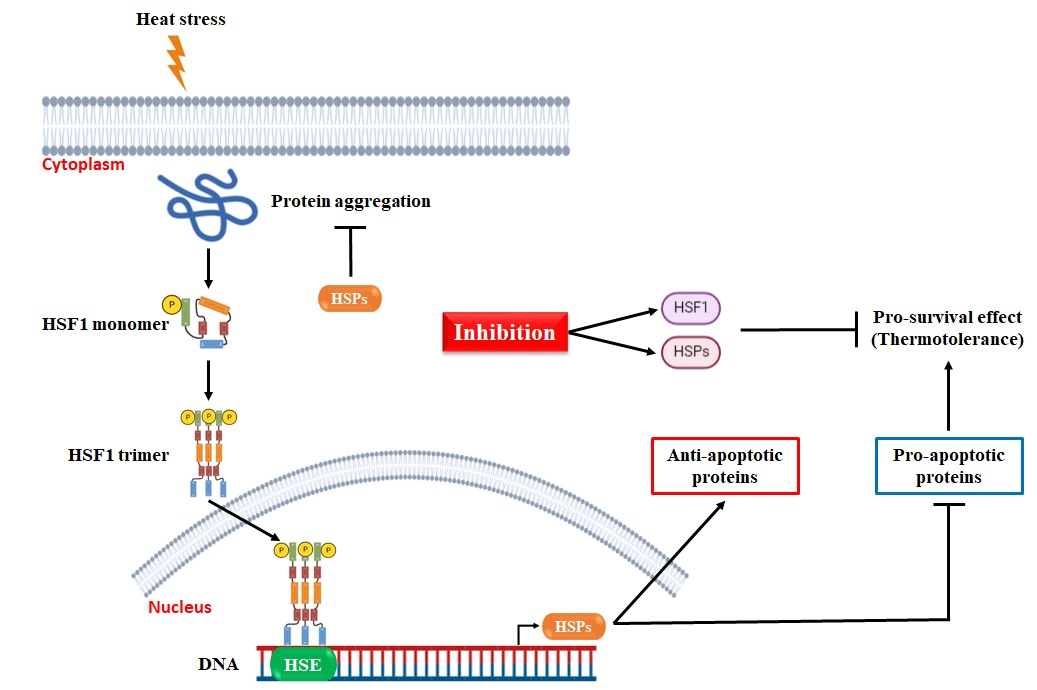 Heat stress
Cytoplasm
Protein aggregation
HSPs
P
HSF1 monomer
Inhibition
HSF1
HSPs
Pro-survival effect
(Thermotolerance)
P P P
HSF1 trimer
Anti-apoptotic
proteins
Pro-apoptotic
proteins
P P P
Nucleus
HSPs
DNA
HSE